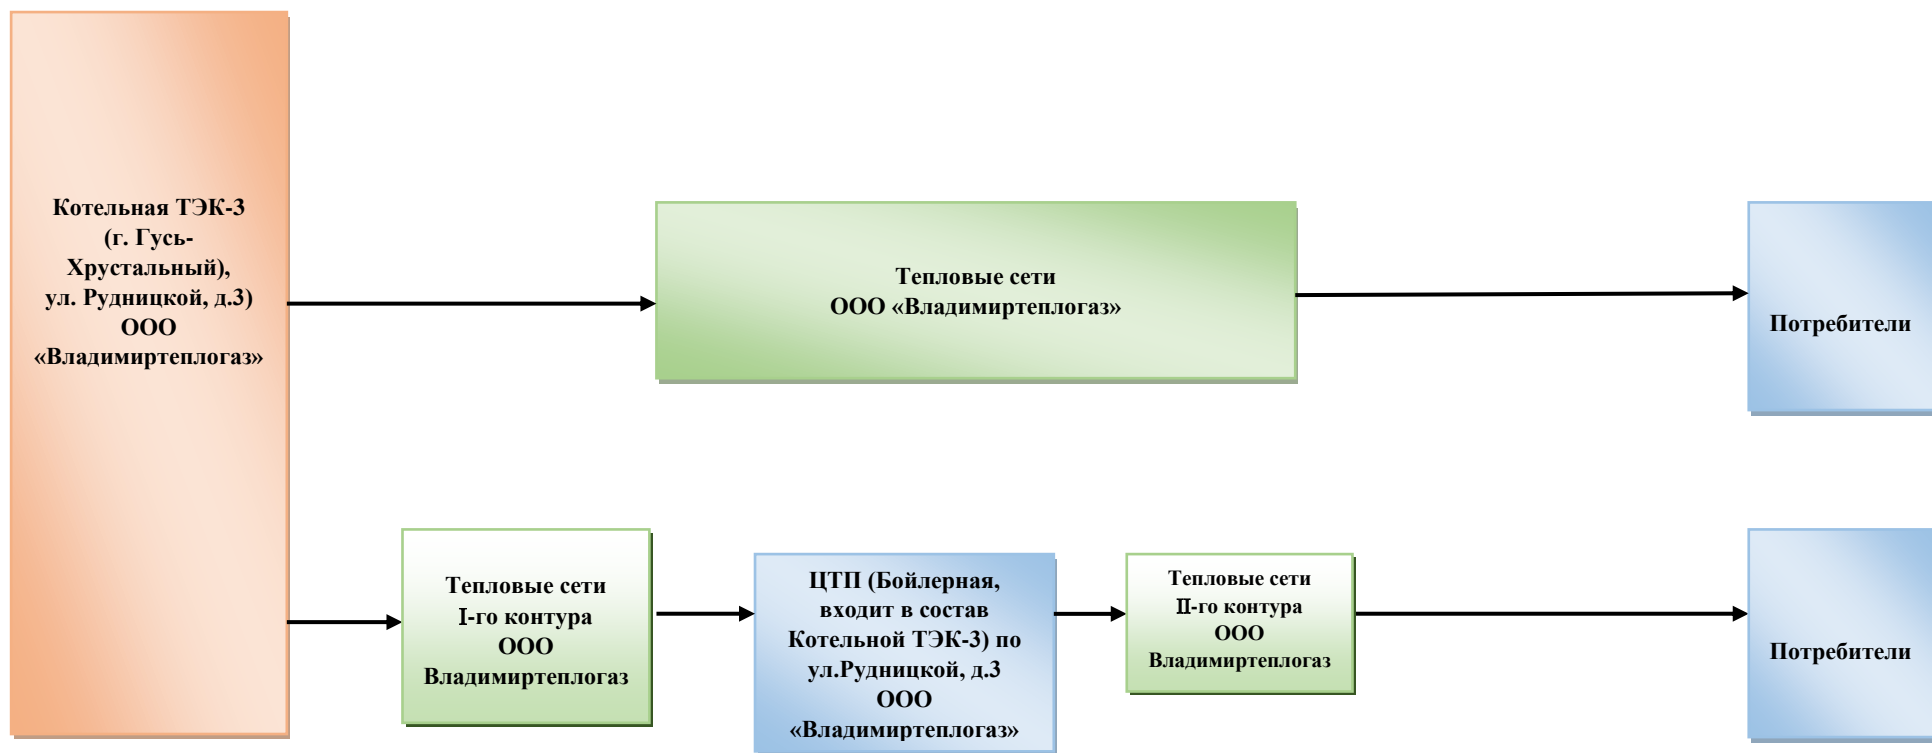 Котельная ТЭК-3
(г. Гусь-
Хрустальный),
ул. Рудницкой, д.3)
ООО
«Владимиртеплогаз»
Тепловые сети
ООО «Владимиртеплогаз»
Потребители
Тепловые сети
I-го контура
ООО
Владимиртеплогаз
ЦТП (Бойлерная,
входит в состав
Котельной ТЭК-3) по
ул.Рудницкой, д.3
ООО
«Владимиртеплогаз»
Тепловые сети
II-го контура
ООО
Владимиртеплогаз
Потребители